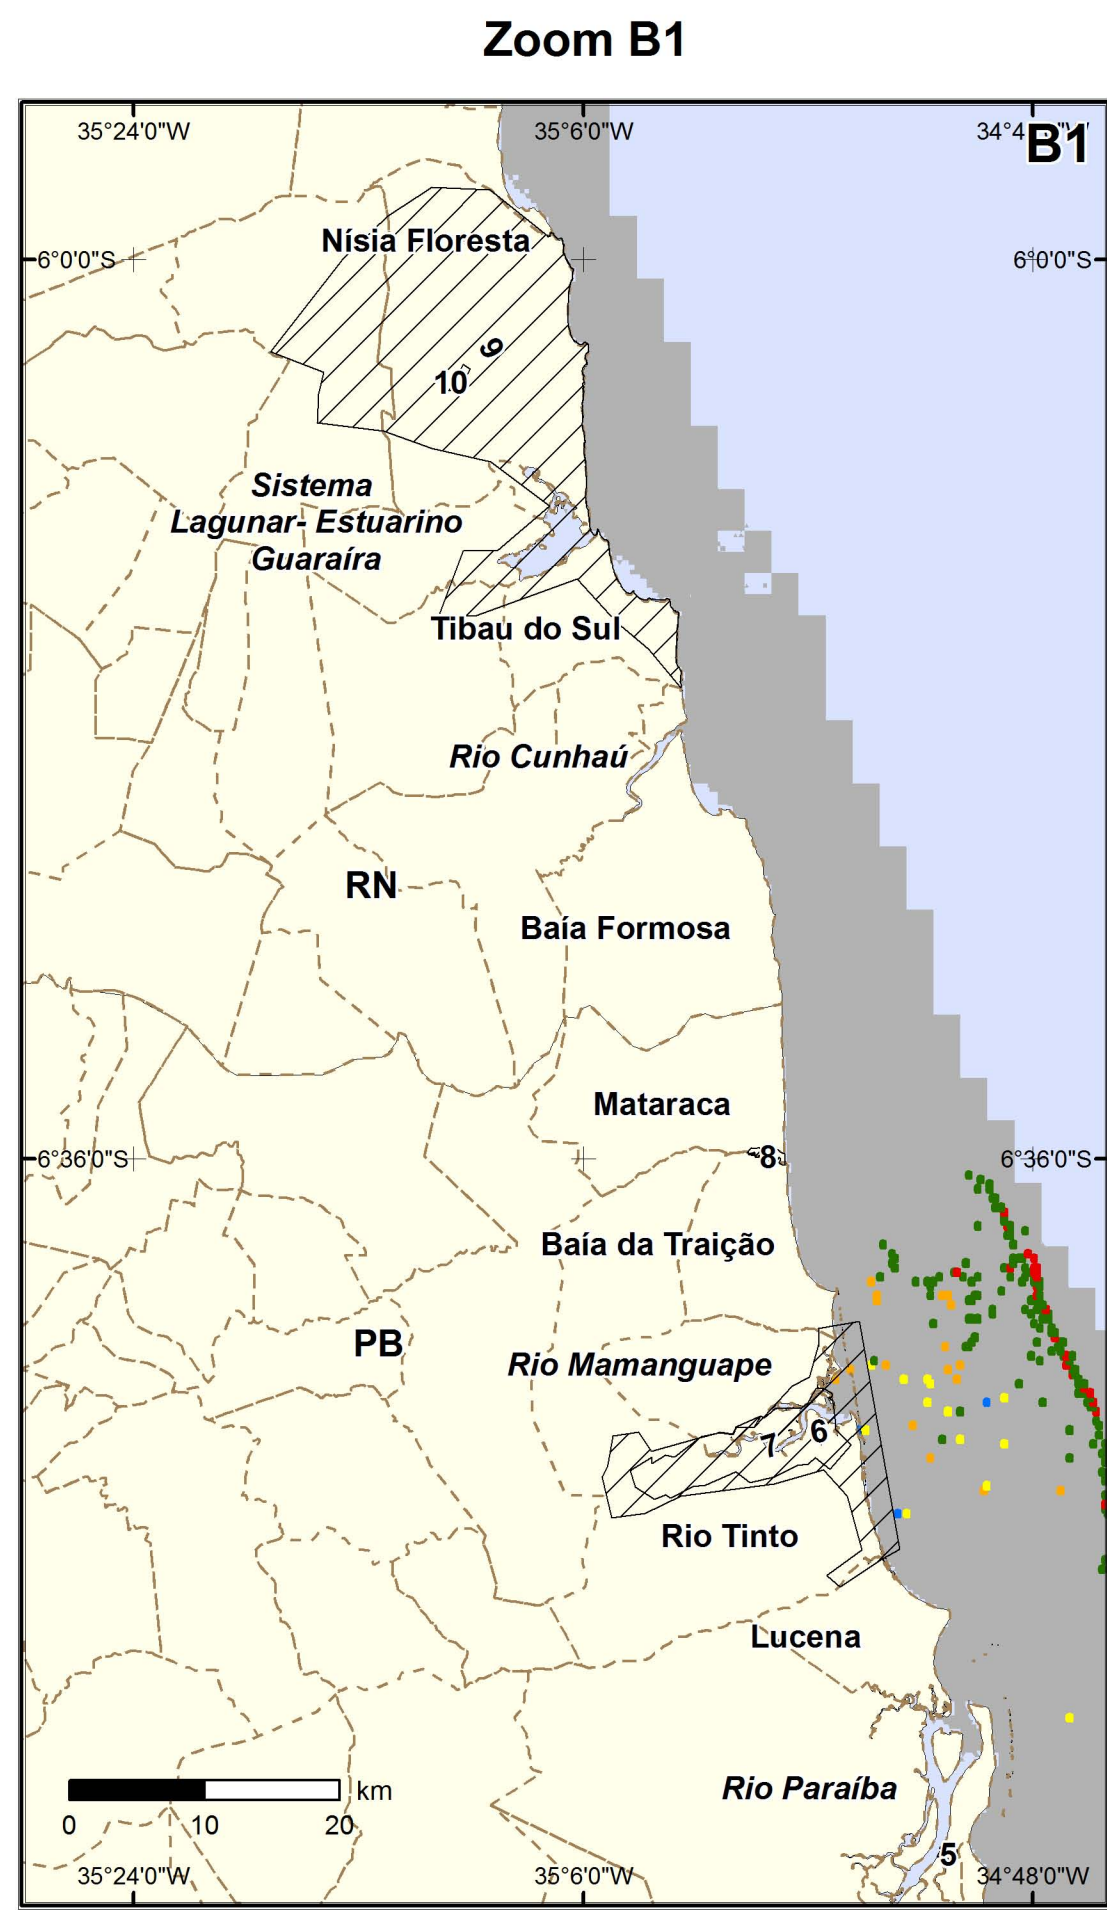 Zoom B1
35°24'0"W
35°6'0"W
34°4
W
B1
Nísia Floresta
6°0'0"S
6°0'0"S
9
10
Sistema
Lagunar- Estuarino
Guaraíra
Tibau do Sul
Rio Cunhaú
RN
Baía Formosa
Mataraca
6°36'0"S
8
6°36'0"S
Baía da Traição
PB
Rio Mamanguape
7
6
Rio Tinto
Lucena
Rio Paraíba
km
0
10
20
5
35°24'0"W
35°6'0"W
34°48'0"W